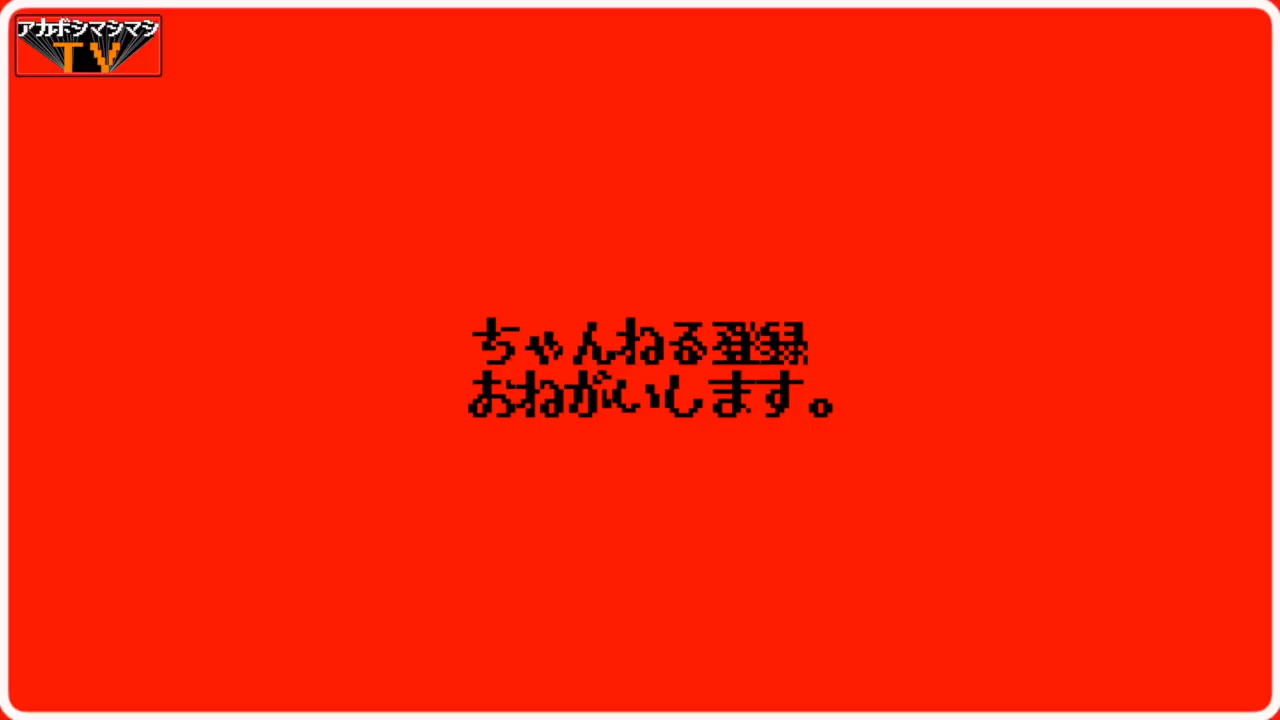 アカボシマシマシ
TV
ちゃんねる登録
おねがいします。